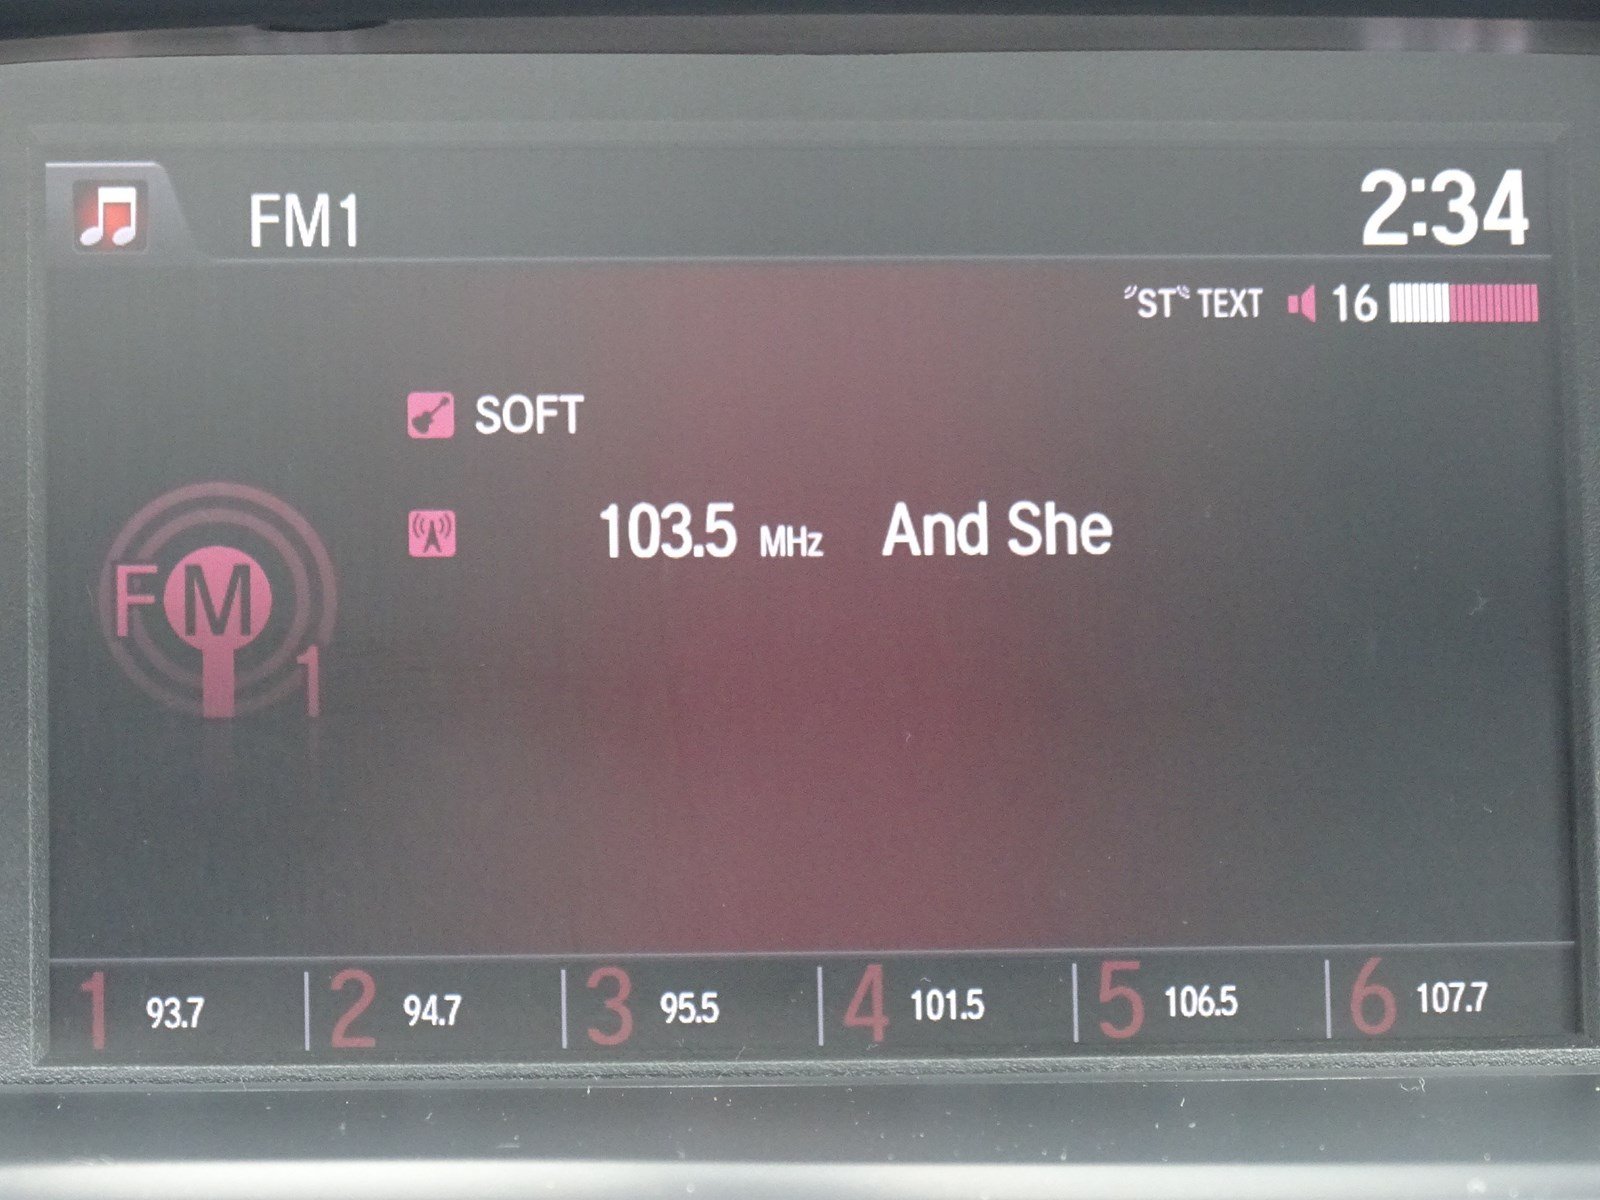 FM1
2:34
ST TEXT 16
SOFT
103.5 MHz And She
FM 1
1 93.7 2 94.7 3 95.5 4 101.5 5 106.5 6 107.7